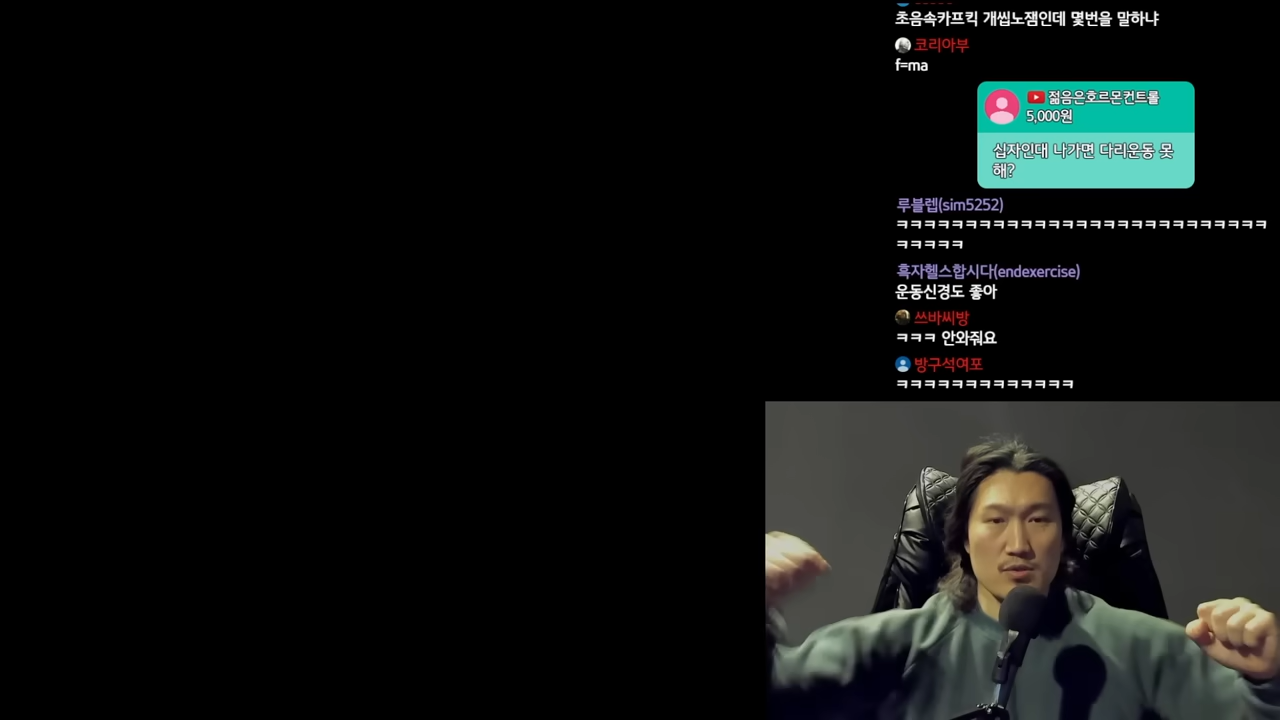 초음속카프킥 개씹노잼인데 몇번을 말하냐
코리아부
f=ma
젊음은호르몬컨트롤
5,000원
십자인대 나가면 다리운동 못
해?
루블렙(sim5252)
ㅋㅋㅋㅋㅋㅋㅋㅋㅋㅋㅋㅋㅋㅋㅋㅋㅋㅋㅋㅋㅋㅋㅋㅋㅋㅋㅋ
ㅋㅋㅋㅋㅋ
흑자헬스합시다(endexercise)
운동신경도 좋아
쓰바씨방
ㅋㅋㅋ 안와줘요
방구석여포
ㅋㅋㅋㅋㅋㅋㅋㅋㅋㅋㅋㅋㅋ